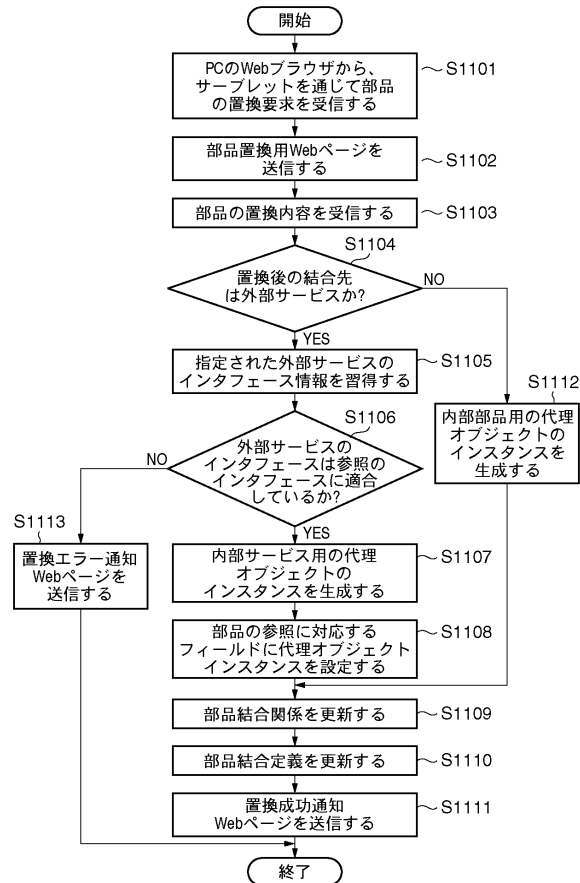 開始
PCのWebブラウザから、
サーブレットを通じて部品
の置換要求を受信する
S1101
部品置換用Webページを
送信する
S1102
部品の置換内容を受信する
S1103
S1104
置換後の結合先
は外部サービスか?
NO
YES
指定された外部サービスの
インタフェース情報を習得する
S1105
S1112
内部部品用の代理
オブジェクトの
インスタンスを
生成する
S1106
外部サービスの
インタフェースは参照の
インタフェースに適合
しているか?
NO
YES
S1113
置換エラー通知
Webページを
送信する
内部サービス用の代理
オブジェクトの
インスタンスを生成する
S1107
部品の参照に対応する
フィールドに代理オブジェクト
インスタンスを設定する
S1108
部品結合関係を更新する
S1109
部品結合定義を更新する
S1110
置換成功通知
Webページを送信する
S1111
終了